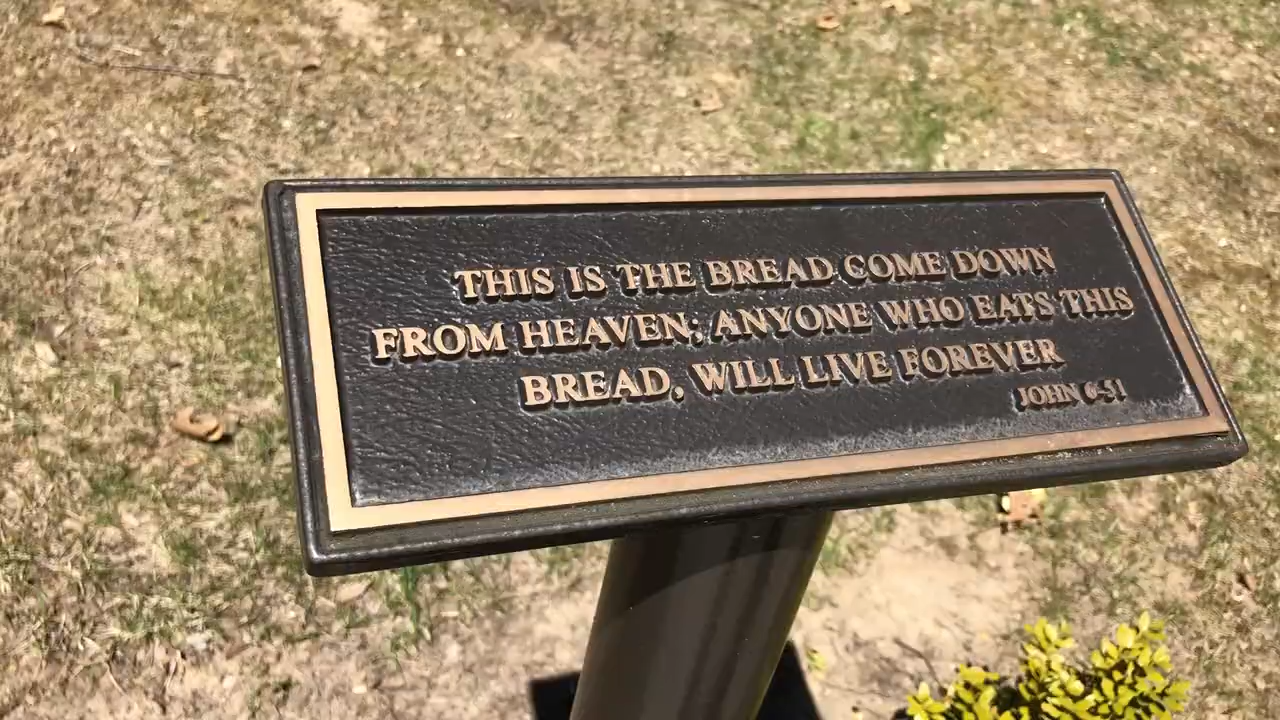 THIS IS THE BREAD COME DOWN
FROM HEAVEN; ANYONE WHO EATS THIS
BREAD, WILL LIVE FOREVER
JOHN 6-51